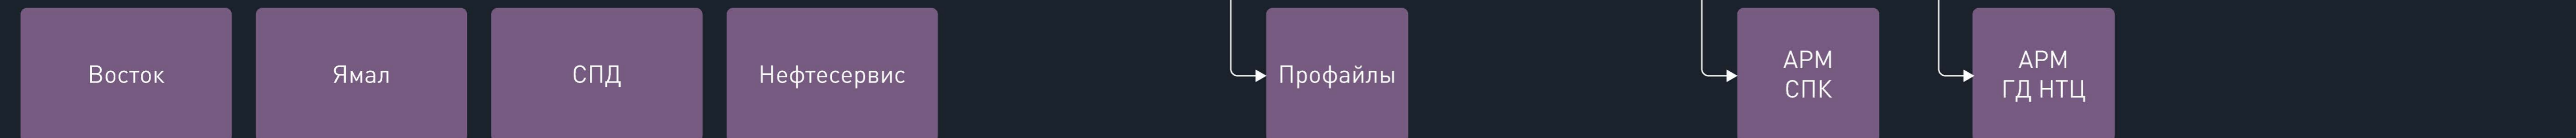 Восток
Ямал
СПД
Нефтесервис
Профайлы
АРМ
СПК
АРМ
ГД НТЦ